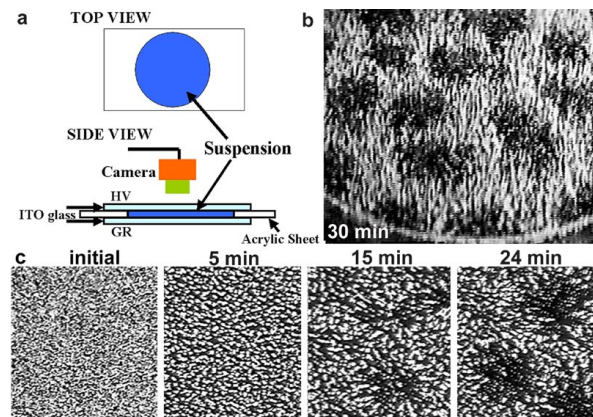 a
TOP VIEW
SIDE VIEW
Suspension
Camera
HV
ITO glass
GR
Acrylic Sheet
b
30 min
c
initial
5 min
15 min
24 min